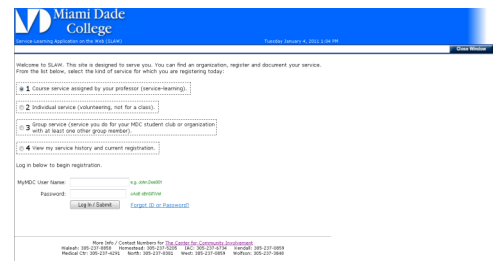 Miami Dade
College
Service-Learning Application on the Web (SLAW)
Tuesday January 4, 2011 1:04 PM
Close Window
Welcome to SLAW. This site is designed to serve you. You can find an organization, register and document your service.
From the list below, select the kind of service for which you are registering today:
1 Course service assigned by your professor (service-learning).
2 Individual service (volunteering, not for a class).
3 Group service (service you do for your MDC student club or organization
with at least one other group member).
4 View my service history and current registration.
Log in below to begin registration.
MyMDC User Name:
e.g. John.Doe001
Password:
Log In / Submit
Forgot ID or Password?
More Info / Contact Numbers for The Center for Community Involvement
Hialeah: 305-237-8958 Homestead: 305-237-5205 IAC: 305-237-6734 Kendall: 305-237-0859
Medical Ctr: 305-237-4291 North: 305-237-8301 West: 305-237-8959 Wolfson: 305-237-3848